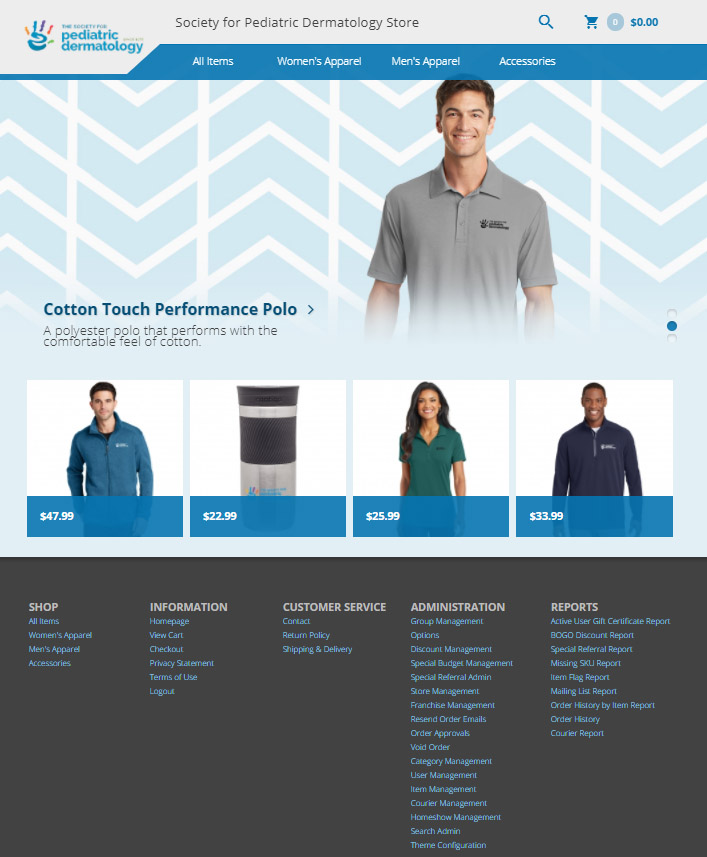 THE SOCIETY FOR
pediatric
dermatology
Society for Pediatric Dermatology Store
0
$0.00
All Items
Women's Apparel
Men's Apparel
Accessories
Cotton Touch Performance Polo
A polyester polo that performs with the
comfortable feel of cotton.
$47.99
$22.99
$25.99
$33.99
SHOP
All Items
Women's Apparel
Men's Apparel
Accessories
INFORMATION
Homepage
View Cart
Checkout
Privacy Statement
Terms of Use
Logout
CUSTOMER SERVICE
Contact
Return Policy
Shipping & Delivery
ADMINISTRATION
Group Management
Options
Discount Management
Special Budget Management
Special Referral Admin
Store Management
Franchise Management
Resend Order Emails
Order Approvals
Void Order
Category Management
User Management
Item Management
Courier Management
Homeshow Management
Search Admin
Theme Configuration
REPORTS
Active User Gift Certificate Report
BOGO Discount Report
Special Referral Report
Missing SKU Report
Item Flag Report
Mailing List Report
Order History by Item Report
Order History
Courier Report